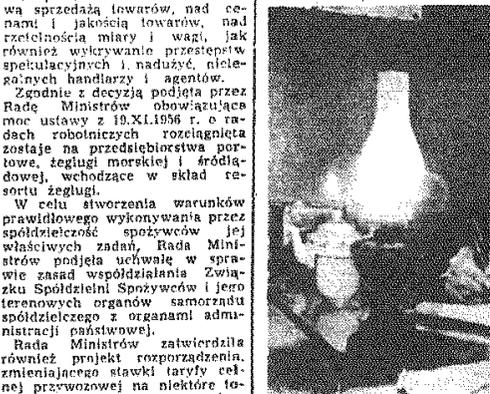 wą sprzedażą towarów, nad ce-
nami i jakością towarów, nad
rzetelnością miary i wagi, jak
również wykrywanie przestępstw
spekulacyjnych i nadużyć, niele-
galnych handlarzy i agentów.
Zgodnie z decyzją podjętą przez
Radę Ministrów obowiązująca
moc ustawy z 19.XI.1956 r. o ra-
dach robotniczych rozciągnięta
zostaje na przedsiębiorstwa por-
towe, żeglugi morskiej i śródlą-
dowej, wchodzące w skład re-
sortu żeglugi.
W celu stworzenia warunków
prawidłowego wykonywania przez
spółdzielczość spożywców jej
właściwych zadań, Rada Mini-
strów podjęła uchwałę w spra-
wie zasad współdziałania Zwią-
zku Spółdzielni Spożywców i jego
terenowych organów samorządu
spółdzielczego z organami admi-
nistracji państwowej.
Rada Ministrów zatwierdziła
również projekt rozporządzenia,
zmieniającego stawki taryfy cel-
nej przywozowej na niektóre to-